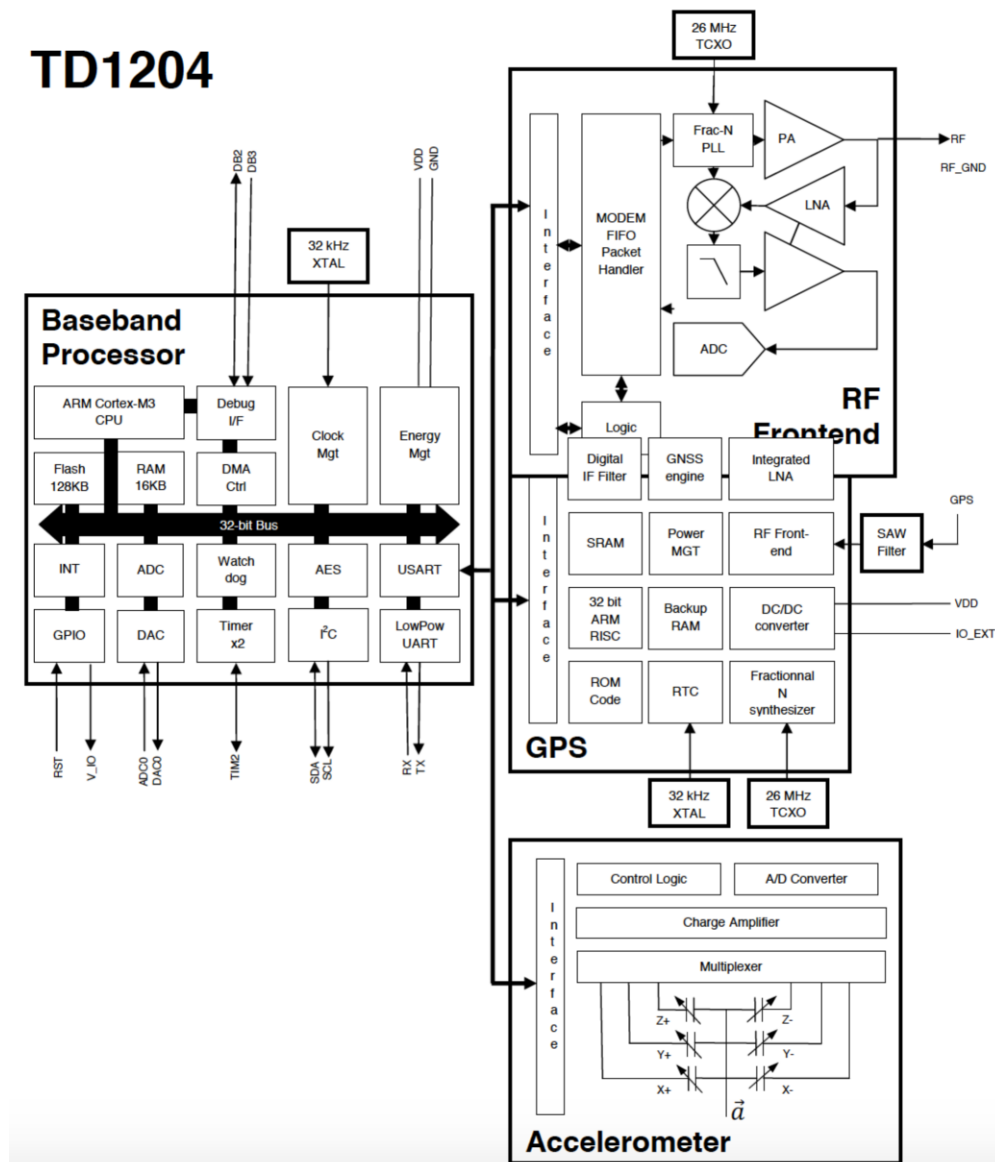 TD1204
26 MHz
TCXO
DB2
DB3
VDD
GND
32 kHz
XTAL
Interface
MODEM
FIFO
Packet
Handler
Frac-N
PLL
PA
LNA
ADC
Logic
RF
RF_GND
RF
Frontend
Baseband
Processor
ARM Cortex-M3
CPU
Debug
I/F
Clock
Mgt
Energy
Mgt
Flash
128KB
RAM
16KB
DMA
Ctrl
32-bit Bus
INT
ADC
Watch
dog
AES
USART
GPIO
DAC
Timer
x2
I²C
LowPow
UART
RST
V_IO
ADC0
DAC0
TIM2
SDA
SCL
RX
TX
Interface
Digital
IF Filter
GNSS
engine
Integrated
LNA
SRAM
Power
MGT
RF Front-
end
SAW
Filter
GPS
32 bit
ARM
RISC
Backup
RAM
DC/DC
converter
VDD
IO_EXT
ROM
Code
RTC
Fractionnal
N
synthesizer
GPS
32 kHz
XTAL
26 MHz
TCXO
Interface
Control Logic
A/D Converter
Charge Amplifier
Multiplexer
Z+
Z-
Y+
Y-
X+
X-
a⃗
Accelerometer